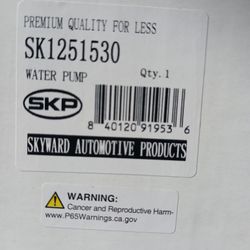 PREMIUM QUALITY FOR LESS
SK1251530
WATER PUMP
Qty.1
SKP
8 40120 91953 6
SKYWARD AUTOMOTIVE PRODUCTS
WARNING:
Cancer and Reproductive Harm-
www.P65Warnings.ca.gov